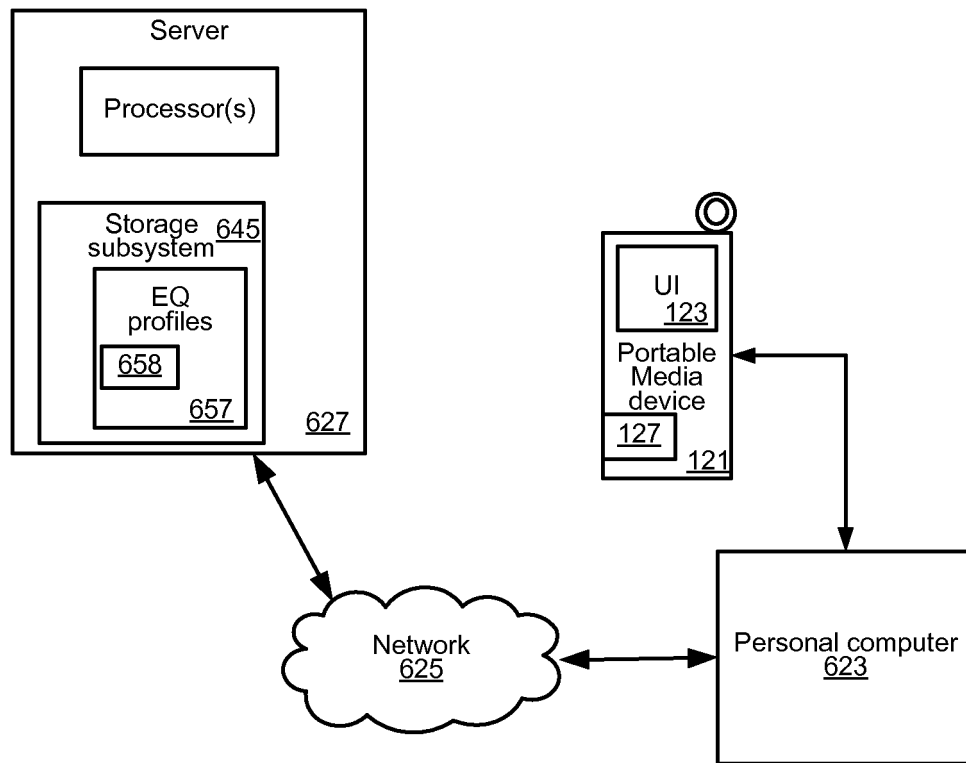 Server
Processor(s)
Storage
subsystem 645
EQ
profiles
658
657
627
UI
123
Portable
Media
device
127
121
Network
625
Personal computer
623